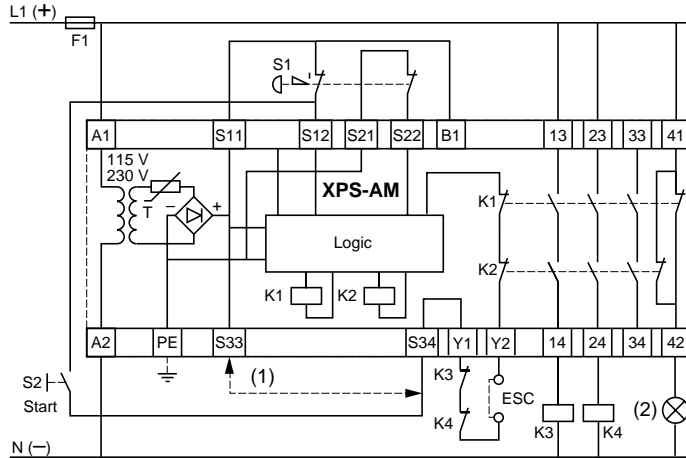 L1 (+)
F1
S1
A1 S11 S12 S21 S22 B1 13 23 33 41
115 V
230 V
T
– +
XPS-AM
Logic
K1
K2
K1 K2
A2 PE S33 S34 Y1 Y2 14 24 34 42
(1)
S2
Start
K3
K4
ESC
K3 K4
(2)
N (–)